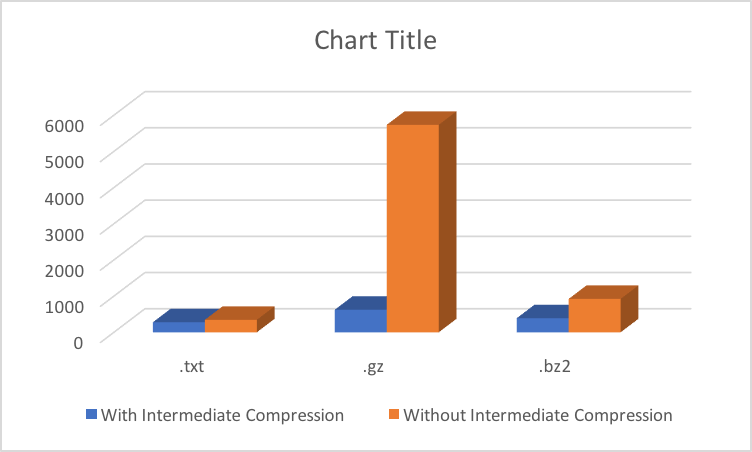 Chart Title
6000
5000
4000
3000
2000
1000
0
.txt .gz .bz2
With Intermediate Compression Without Intermediate Compression